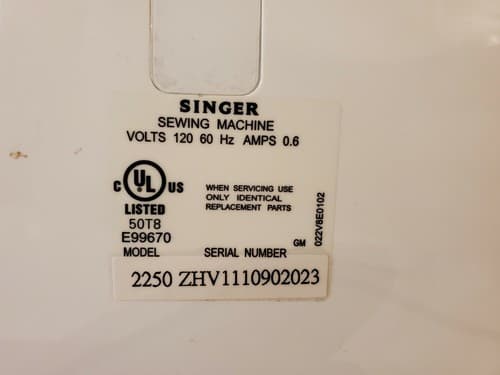 SINGER
SEWING MACHINE
VOLTS 120 60 Hz AMPS 0.6
C UL US
LISTED
50T8
E99670
WHEN SERVICING USE
ONLY IDENTICAL
REPLACEMENT PARTS
022V8E0102
GM
MODEL SERIAL NUMBER
2250 ZHV1110902023